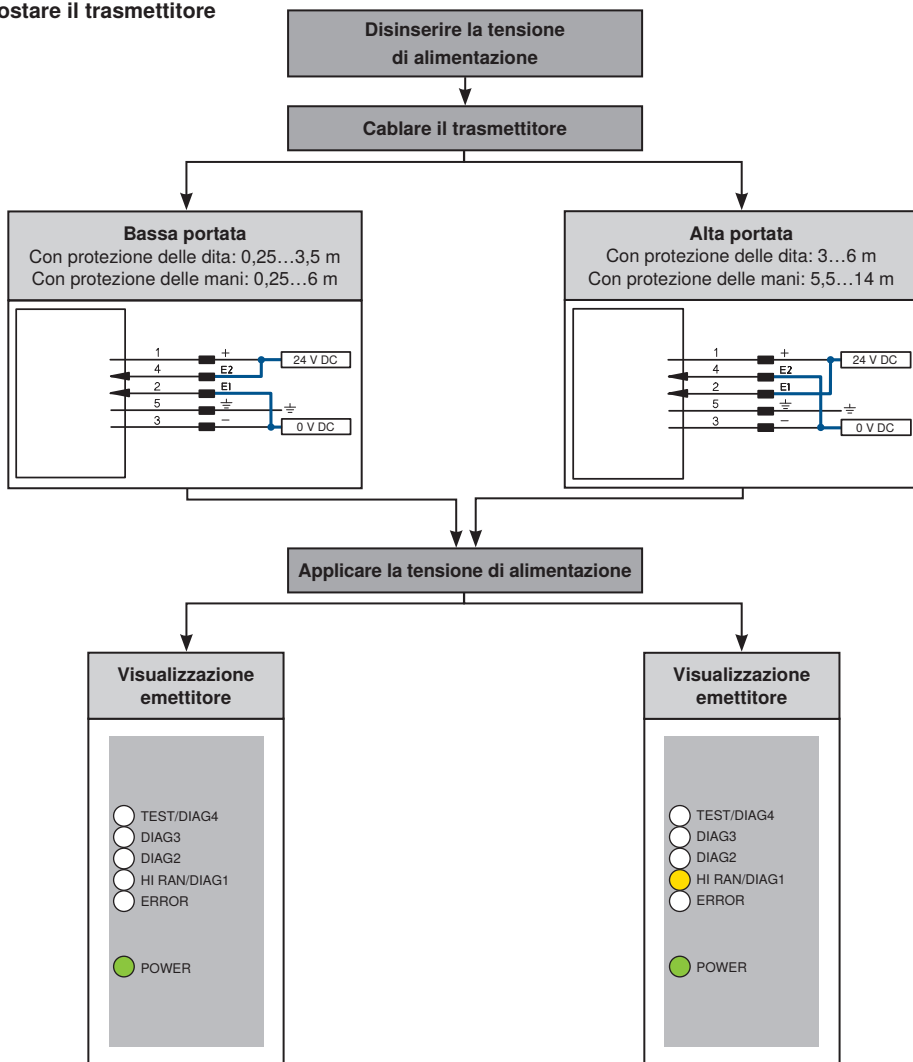 ostare il trasmettitore
Disinserire la tensione
di alimentazione
Cablare il trasmettitore
Bassa portata
Con protezione delle dita: 0,25…3,5 m
Con protezione delle mani: 0,25…6 m
1 + 24 V DC
4 E2
2 E1
5
3 – 0 V DC
Alta portata
Con protezione delle dita: 3…6 m
Con protezione delle mani: 5,5…14 m
1 + 24 V DC
4 E2
2 E1
5
3 – 0 V DC
Applicare la tensione di alimentazione
Visualizzazione
emettitore
TEST/DIAG4
DIAG3
DIAG2
HI RAN/DIAG1
ERROR
POWER
Visualizzazione
emettitore
TEST/DIAG4
DIAG3
DIAG2
HI RAN/DIAG1
ERROR
POWER